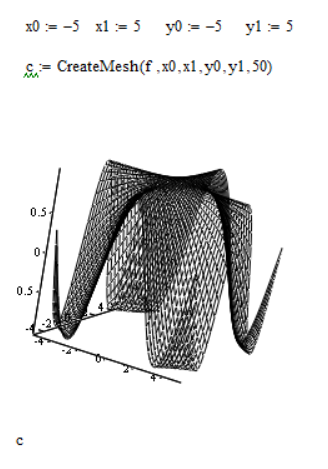 x0 := −5 x1 := 5 y0 := −5 y1 := 5
c := CreateMesh(f ,x0,x1,y0,y1,50)
0.5
0
0.5
-4 -2 0 2 4
-4 -2 4
c